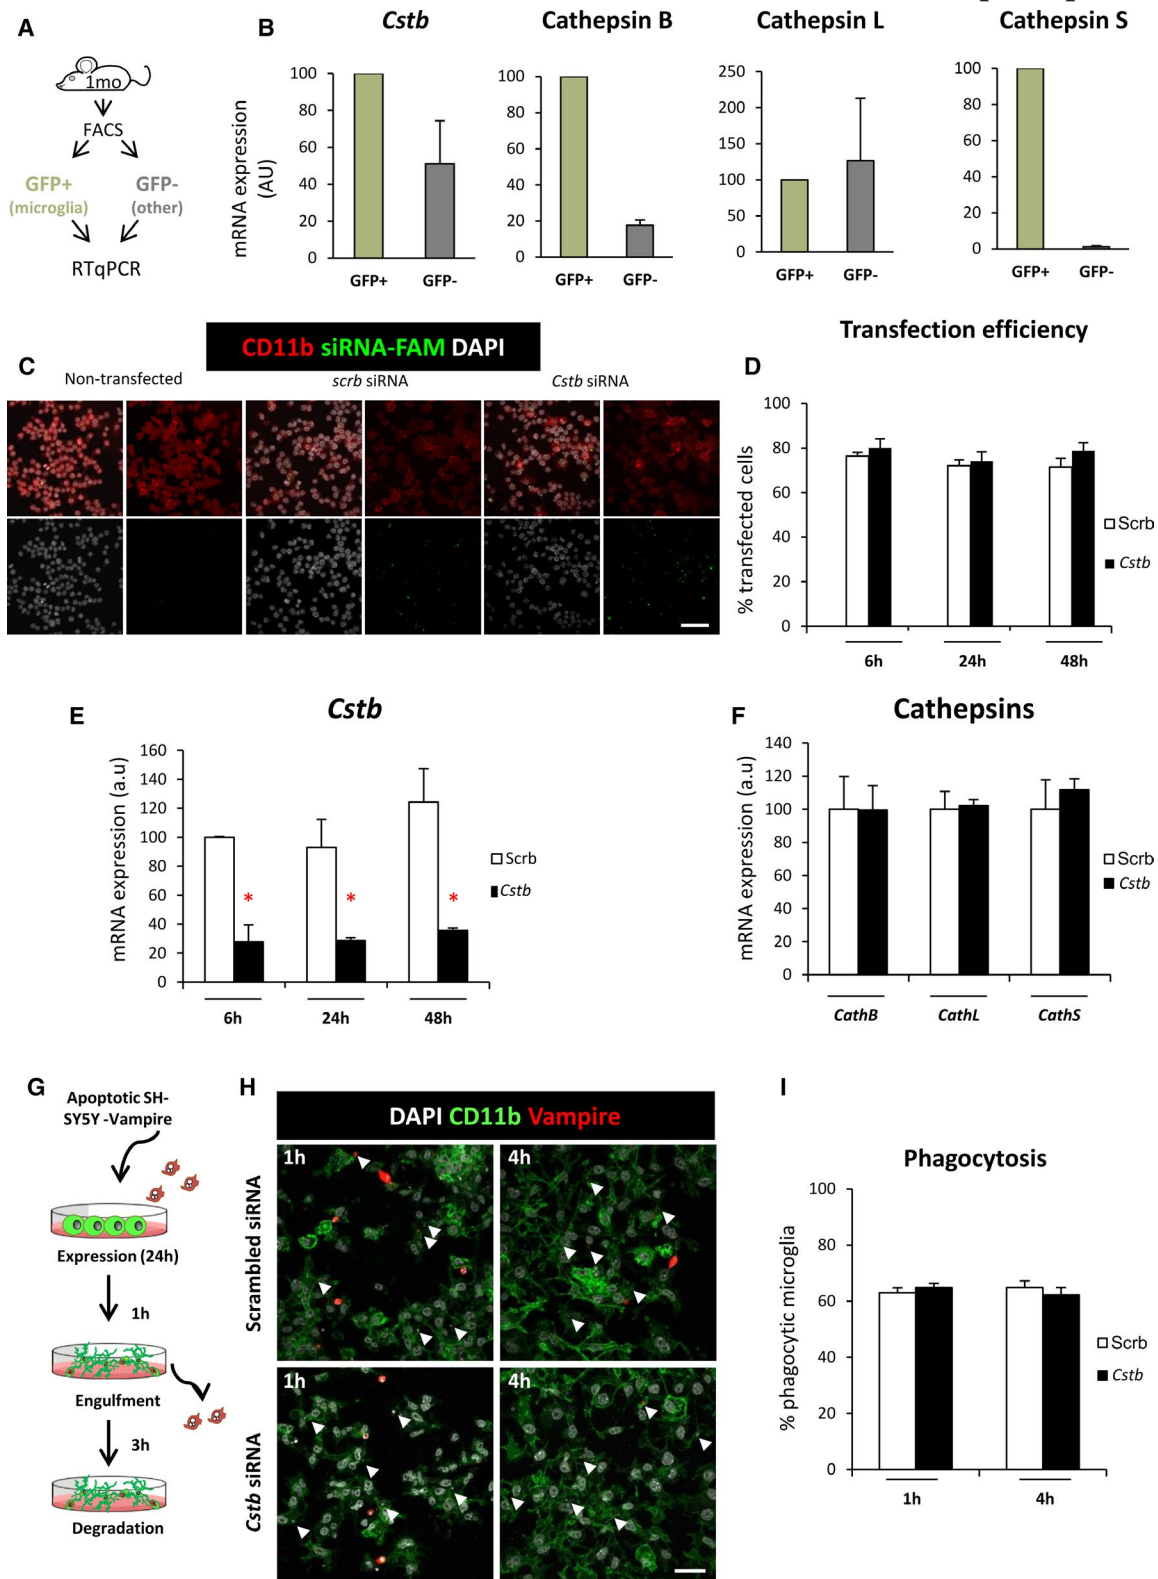 A
1mo
FACS
GFP+ GFP-
(microglia) (other)
RTqPCR
B
Cstb Cathepsin B Cathepsin L Cathepsin S
mRNA expression
(AU)
100
80
60
40
20
0
GFP+ GFP-
100
80
60
40
20
0
GFP+ GFP-
250
200
150
100
50
0
GFP+ GFP-
100
80
60
40
20
0
GFP+ GFP-
C
CD11b siRNA-FAM DAPI
Non-transfected scrb siRNA Cstb siRNA
D
Transfection efficiency
% transfected cells
100
80
60
40
20
0
6h 24h 48h
Scrb
Cstb
E
Cstb
mRNA expression (a.u)
160
140
120
100
80
60
40
20
0
* * *
6h 24h 48h
Scrb
Cstb
F
Cathepsins
mRNA expression (a.u)
140
120
100
80
60
40
20
0
CathB CathL CathS
Scrb
Cstb
G
Apoptotic SH-
SY5Y -Vampire
Expression (24h)
1h
Engulfment
3h
Degradation
H
DAPI CD11b Vampire
Scrambled siRNA
1h 4h
Cstb siRNA
1h 4h
I
Phagocytosis
% phagocytic microglia
100
80
60
40
20
0
1h 4h
Scrb
Cstb